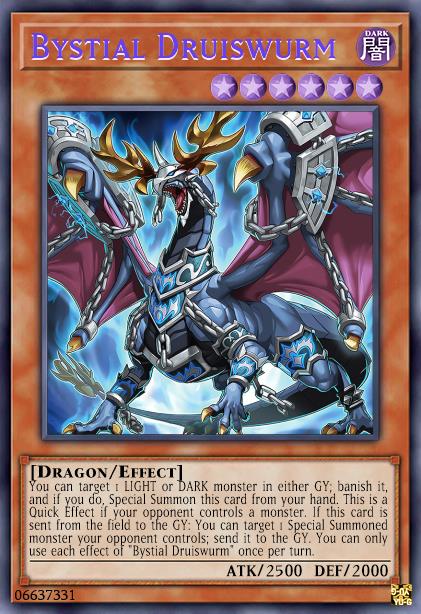 Bystial Druiswurm
DARK
闇
[Dragon/Effect]
You can target 1 LIGHT or DARK monster in either GY; banish it,
and if you do, Special Summon this card from your hand. This is a
Quick Effect if your opponent controls a monster. If this card is
sent from the field to the GY: You can target 1 Special Summoned
monster your opponent controls; send it to the GY. You can only
use each effect of "Bystial Druiswurm" once per turn.
ATK/2500 DEF/2000
06637331